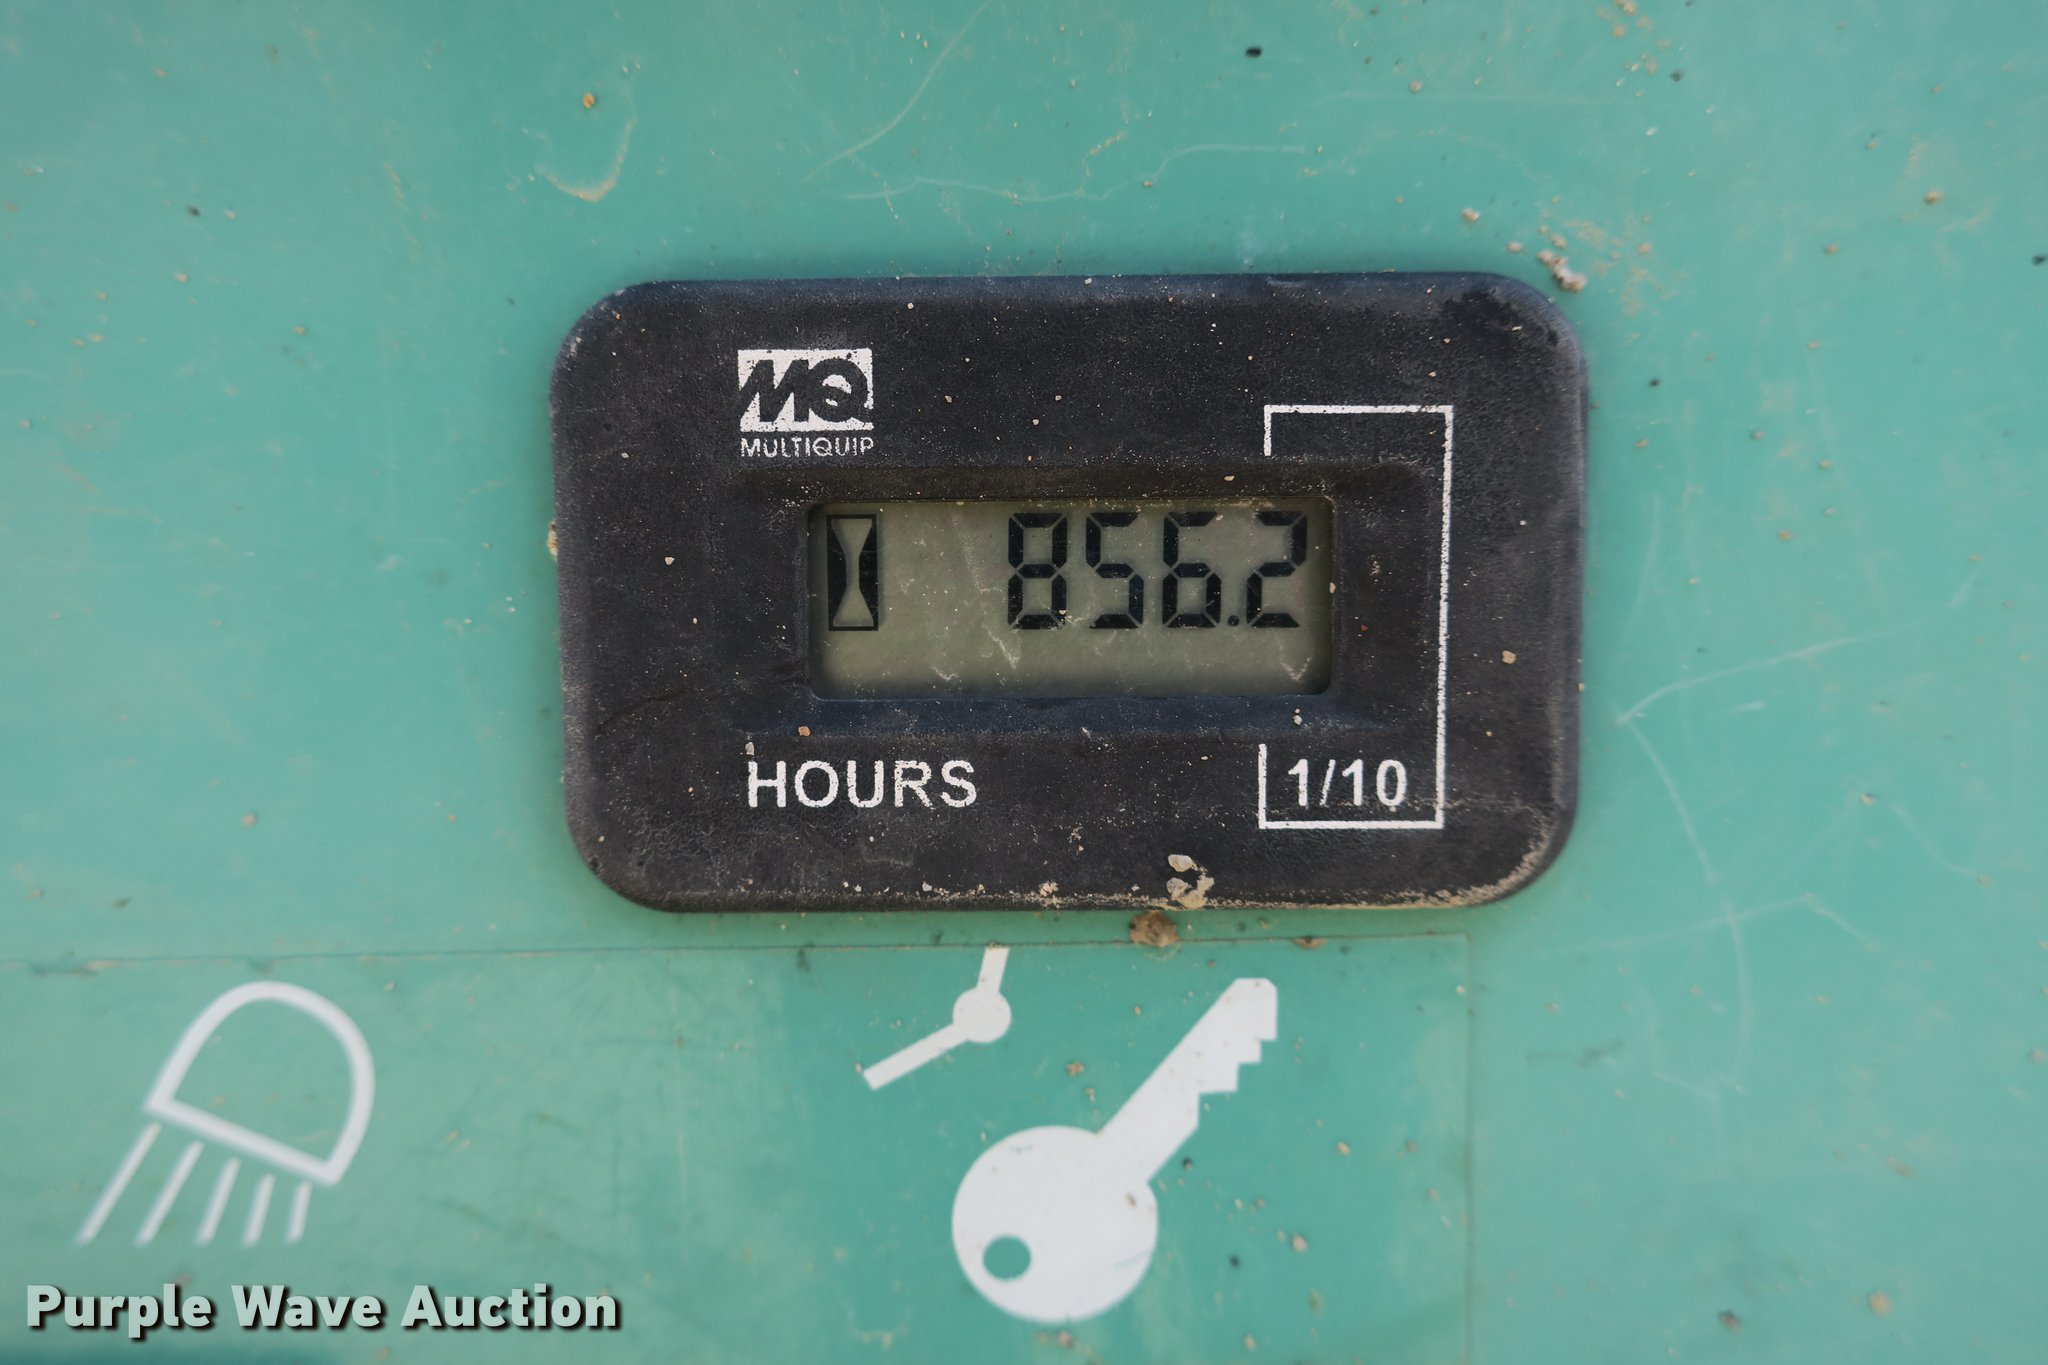 MQ
MULTIQUIP
856.2
HOURS
1/10
Purple Wave Auction